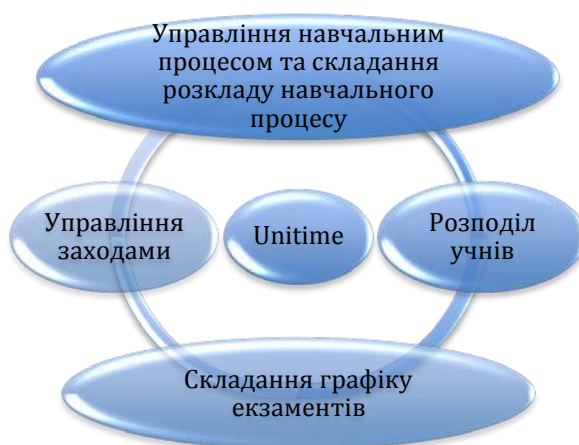 Управління навчальним
процесом та складання
розкладу навчального
процесу
Управління
заходами
Unitime
Розподіл
учнів
Складання графіку
екзаментів